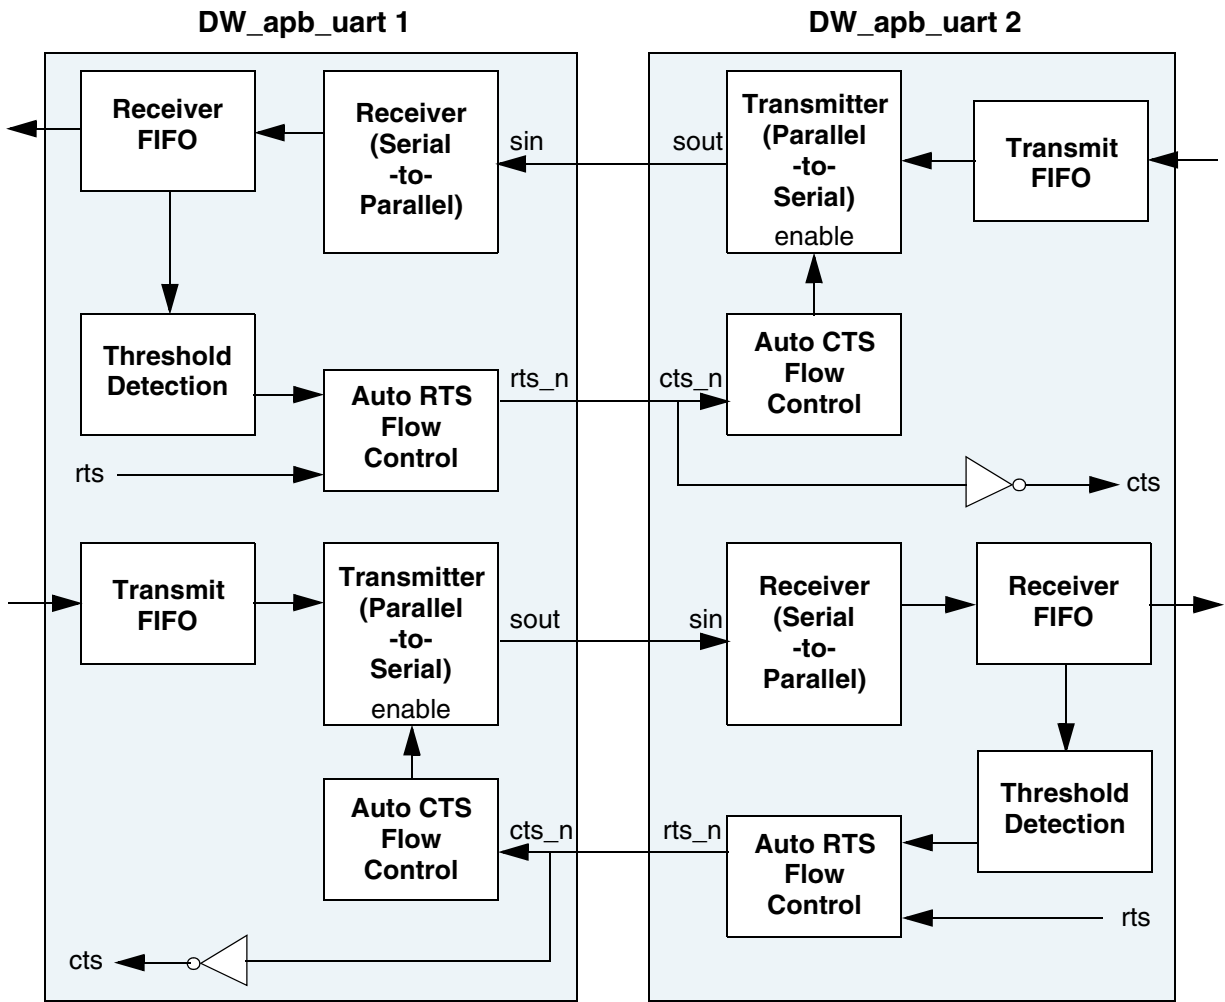 DW_apb_uart 1
DW_apb_uart 2
Receiver
FIFO
Receiver
(Serial
-to-
Parallel)
sin
sout
Transmitter
(Parallel
-to-
Serial)
enable
Transmit
FIFO
Threshold
Detection
Auto RTS
Flow
Control
rts
rts_n
cts_n
Auto CTS
Flow
Control
cts
Transmit
FIFO
Transmitter
(Parallel
-to-
Serial)
enable
sout
sin
Receiver
(Serial
-to-
Parallel)
Receiver
FIFO
Auto CTS
Flow
Control
cts_n
rts_n
Auto RTS
Flow
Control
Threshold
Detection
rts
cts